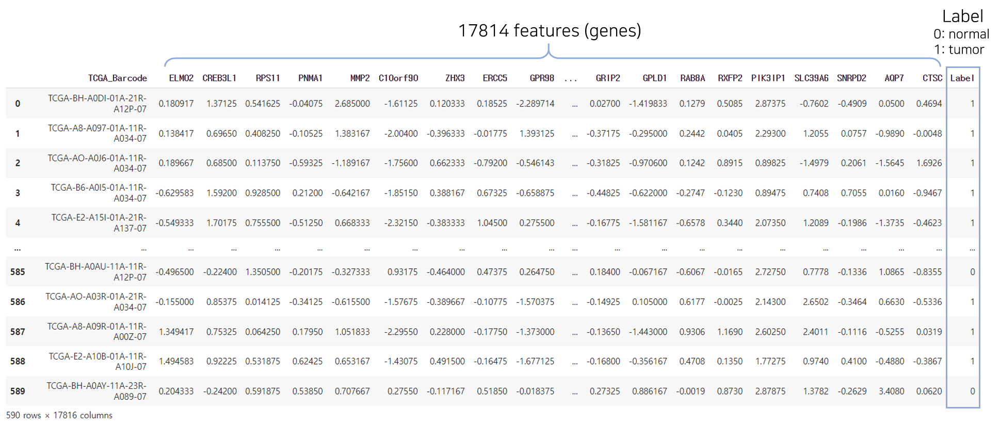 17814 features (genes)
Label
0: normal
1: tumor
TCGA_Barcode ELMO2 CREB3L1 RPS11 PNMA1 MMP2 C10orf90 ZHX3 ERCC5 GPR98 ... GRIP2 GPLD1 RAB8A RXFP2 PIK3IP1 SLC39A6 SNRPD2 AQP7 CTSC Label
0 TCGA-BH-A0DI-01A-21R-
A12P-07 0.180917 1.37125 0.541625 -0.04075 2.685000 -1.61125 0.120333 0.18525 -2.289714 ... 0.02700 -1.419833 0.1279 0.5085 2.87375 -0.7602 -0.4909 0.0500 0.4694 1
1 TCGA-A8-A097-01A-11R-
A034-07 0.138417 0.69650 0.408250 -0.10525 1.383167 -2.00400 -0.396333 -0.01775 1.393125 ... -0.37175 -0.295000 0.2442 0.0405 2.29300 1.2055 0.0757 -0.9890 -0.0048 1
2 TCGA-AO-A0J6-01A-11R-
A034-07 0.189667 0.68500 0.113750 -0.59325 -1.189167 -1.75600 0.662333 -0.79200 -0.546143 ... -0.31825 -0.970600 0.1242 0.8915 0.89825 -1.4979 0.2061 -1.5645 1.6926 1
3 TCGA-B6-A0I5-01A-11R-
A034-07 -0.629583 1.59200 0.928500 0.21200 -0.642167 -1.85150 0.388167 0.67325 -0.658875 ... -0.44825 -0.622000 -0.2747 -0.1230 0.89475 0.7408 0.7055 0.0160 -0.9467 1
4 TCGA-E2-A15I-01A-21R-
A137-07 -0.549333 1.70175 0.755500 -0.51250 0.668333 -2.32150 -0.383333 1.04500 0.275500 ... -0.16775 -1.581167 -0.6578 0.3440 2.07350 1.2089 -0.1986 -1.3735 -0.4623 1
... ... ... ... ... ... ... ... ... ... ... ... ... ... ... ... ... ... ... ... ... ...
585 TCGA-BH-A0AU-11A-11R-
A12P-07 -0.496500 -0.22400 1.350500 -0.20175 -0.327333 0.93175 -0.464000 0.47375 0.264750 ... 0.18400 -0.067167 -0.6067 -0.0165 2.72750 0.7778 -0.1336 1.0865 -0.8355 0
586 TCGA-AO-A03R-01A-21R-
A034-07 -0.155000 0.85375 0.014125 -0.34125 -0.615500 -1.57675 -0.389667 -0.10775 -1.570375 ... -0.14925 0.105000 0.6177 -0.0025 2.14300 2.6502 -0.3464 0.6630 -0.5336 1
587 TCGA-A8-A09R-01A-11R-
A00Z-07 1.349417 0.75325 0.064250 0.17950 1.051833 -2.29550 0.228000 -0.17750 -1.373000 ... -0.13650 -1.443000 0.9306 1.1690 2.60250 2.4011 -0.1116 -0.5255 0.0319 1
588 TCGA-E2-A10B-01A-11R-
A10J-07 1.494583 0.92225 0.531875 0.62425 0.653167 -1.43075 0.491500 -0.16475 -1.677125 ... -0.16800 -0.356167 0.4708 0.1350 1.77275 0.9740 0.4100 -0.4880 -0.3867 1
589 TCGA-BH-A0AY-11A-23R-
A089-07 0.204333 -0.24200 0.591875 0.53850 0.707667 0.27550 -0.117167 0.51850 -0.018375 ... 0.27325 0.886167 -0.0019 0.8730 2.87875 1.3782 -0.2629 3.4080 0.0620 0
590 rows × 17816 columns